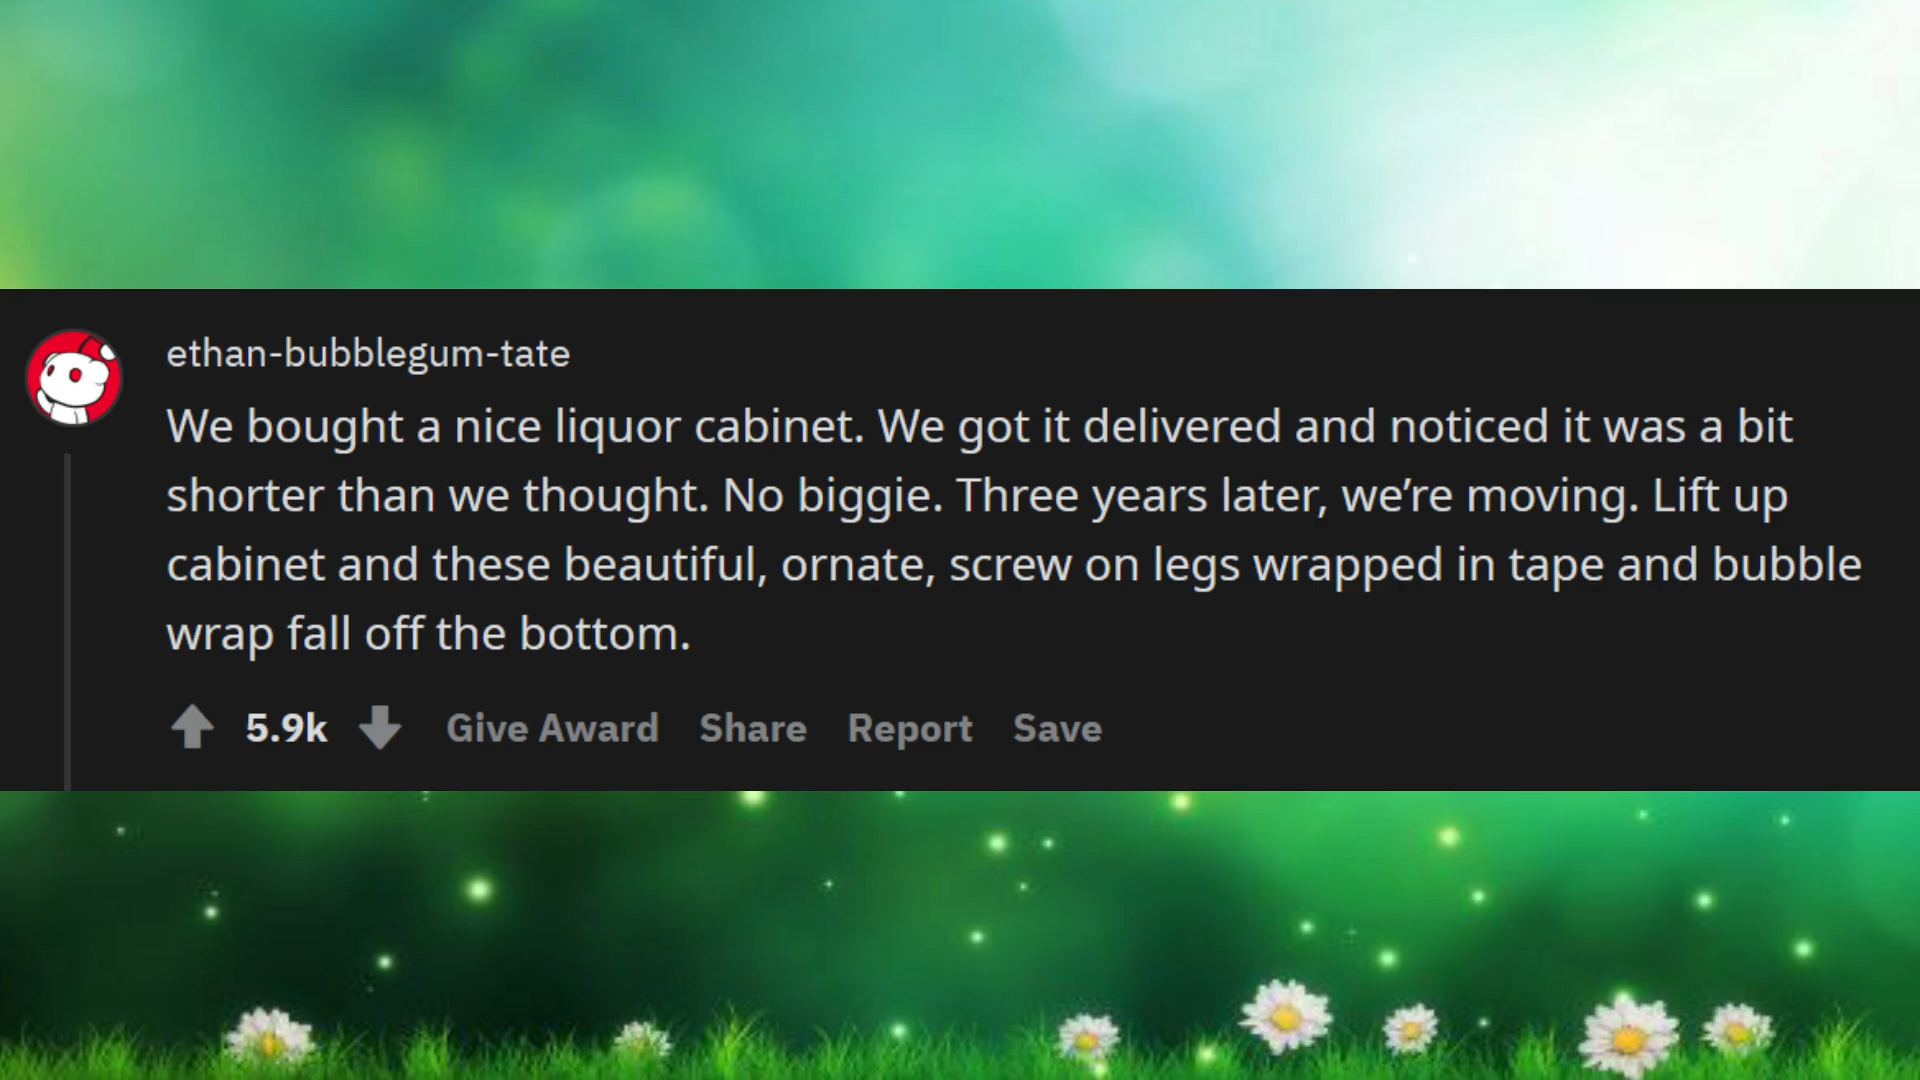 ethan-bubblegum-tate
We bought a nice liquor cabinet. We got it delivered and noticed it was a bit
shorter than we thought. No biggie. Three years later, we’re moving. Lift up
cabinet and these beautiful, ornate, screw on legs wrapped in tape and bubble
wrap fall off the bottom.
5.9k Give Award Share Report Save